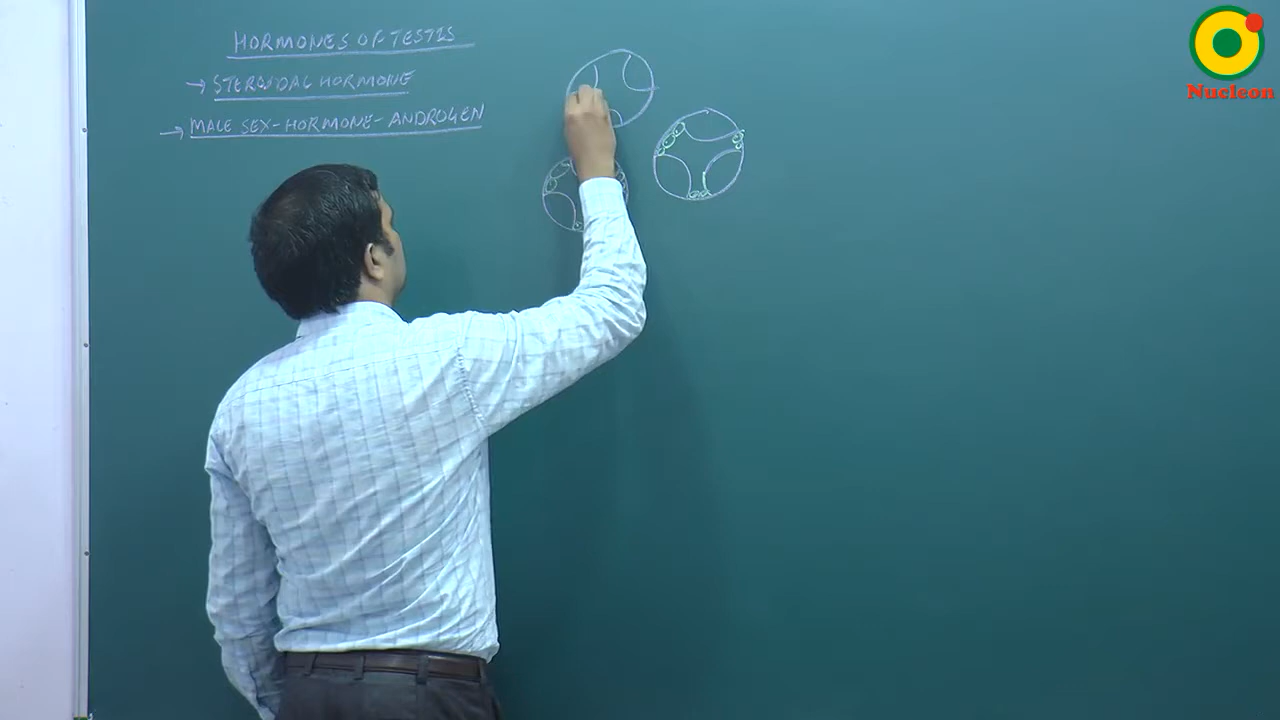 HORMONES OF TESTIS
→ STEROIDAL HORMONE
→ MALE SEX-HORMONE- ANDROGEN
Nucleon